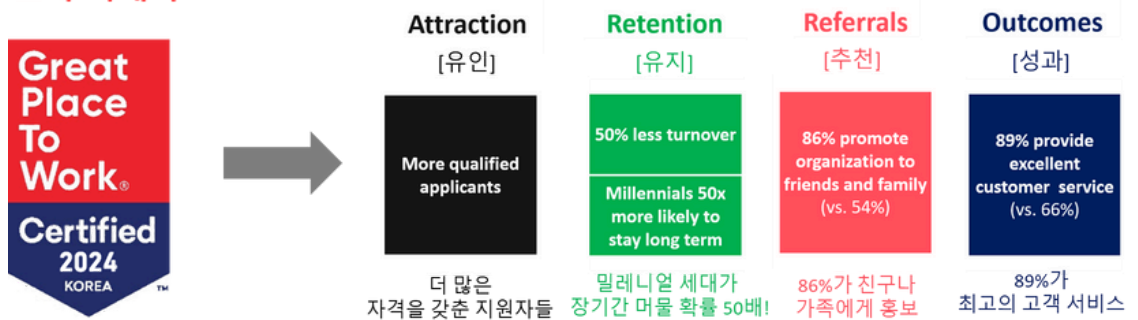 Great
Place
To
Work®
Certified
2024
KOREA
TM
Attraction
[유인]
More qualified
applicants
더 많은
자격을 갖춘 지원자들
Retention
[유지]
50% less turnover
Millennials 50x
more likely to
stay long term
밀레니얼 세대가
장기간 머물 확률 50배!
Referrals
[추천]
86% promote
organization to
friends and family
(vs. 54%)
86%가 친구나
가족에게 홍보
Outcomes
[성과]
89% provide
excellent
customer service
(vs. 66%)
89%가
최고의 고객 서비스